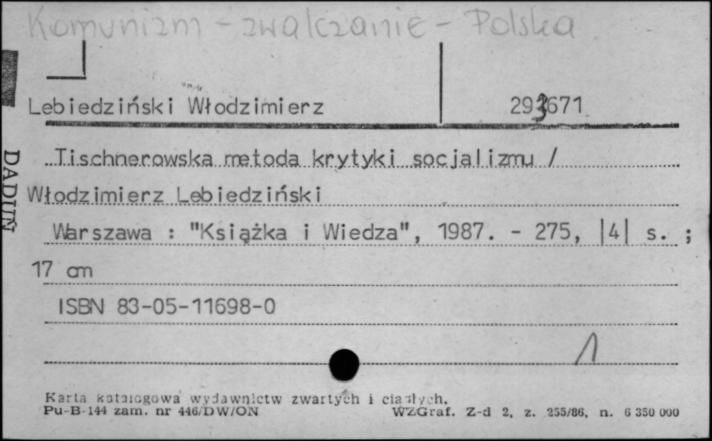 Komunizm - zwalczanie - Polska
Lebiedziński Włodzimierz 293671
Tischnerowska metoda krytyki socjalizmu /
Włodzimierz Lebiedziński
Warszawa : "Książka i Wiedza", 1987. - 275, |4| s. ;
17 cm
ISBN 83-05-11698-0
1
Karta katalogowa wydawnictw zwartych i ciągłych.
Pu-B-144 zam. nr 446/DW/ON WZGraf. Z-d 2, z. 255/86, n. 6 350 000
DADUŃ